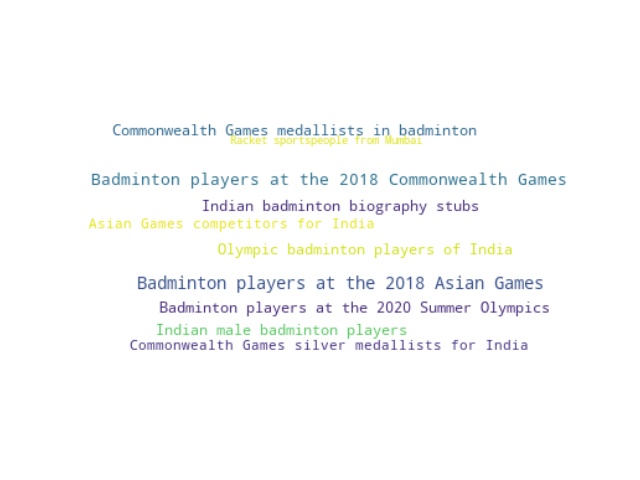 Commonwealth Games medallists in badminton
Racket sportspeople from Mumbai
Badminton players at the 2018 Commonwealth Games
Indian badminton biography stubs
Asian Games competitors for India
Olympic badminton players of India
Badminton players at the 2018 Asian Games
Badminton players at the 2020 Summer Olympics
Indian male badminton players
Commonwealth Games silver medallists for India